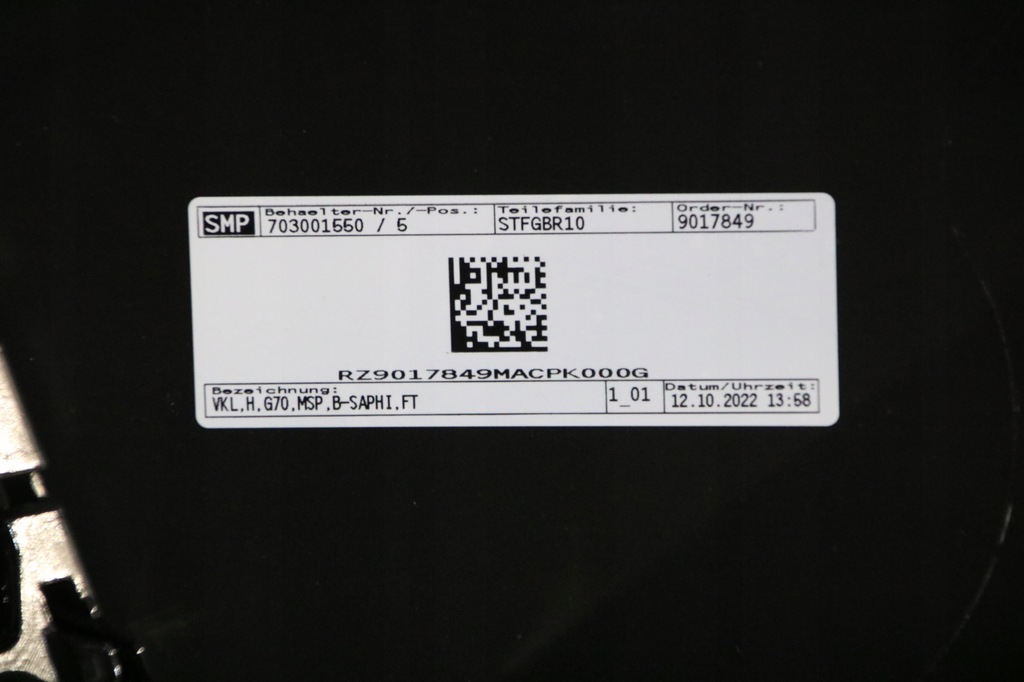 SMP Behaelter-Nr./-Pos.: Teilefamilie: Order-Nr.:
703001550 / 5 STFGBR10 9017849
RZ9017849MACPK000G
Bezeichnung: 1_01 Datum/Uhrzeit:
VKL,H,G70,MSP,B-SAPHI,FT 12.10.2022 13:58